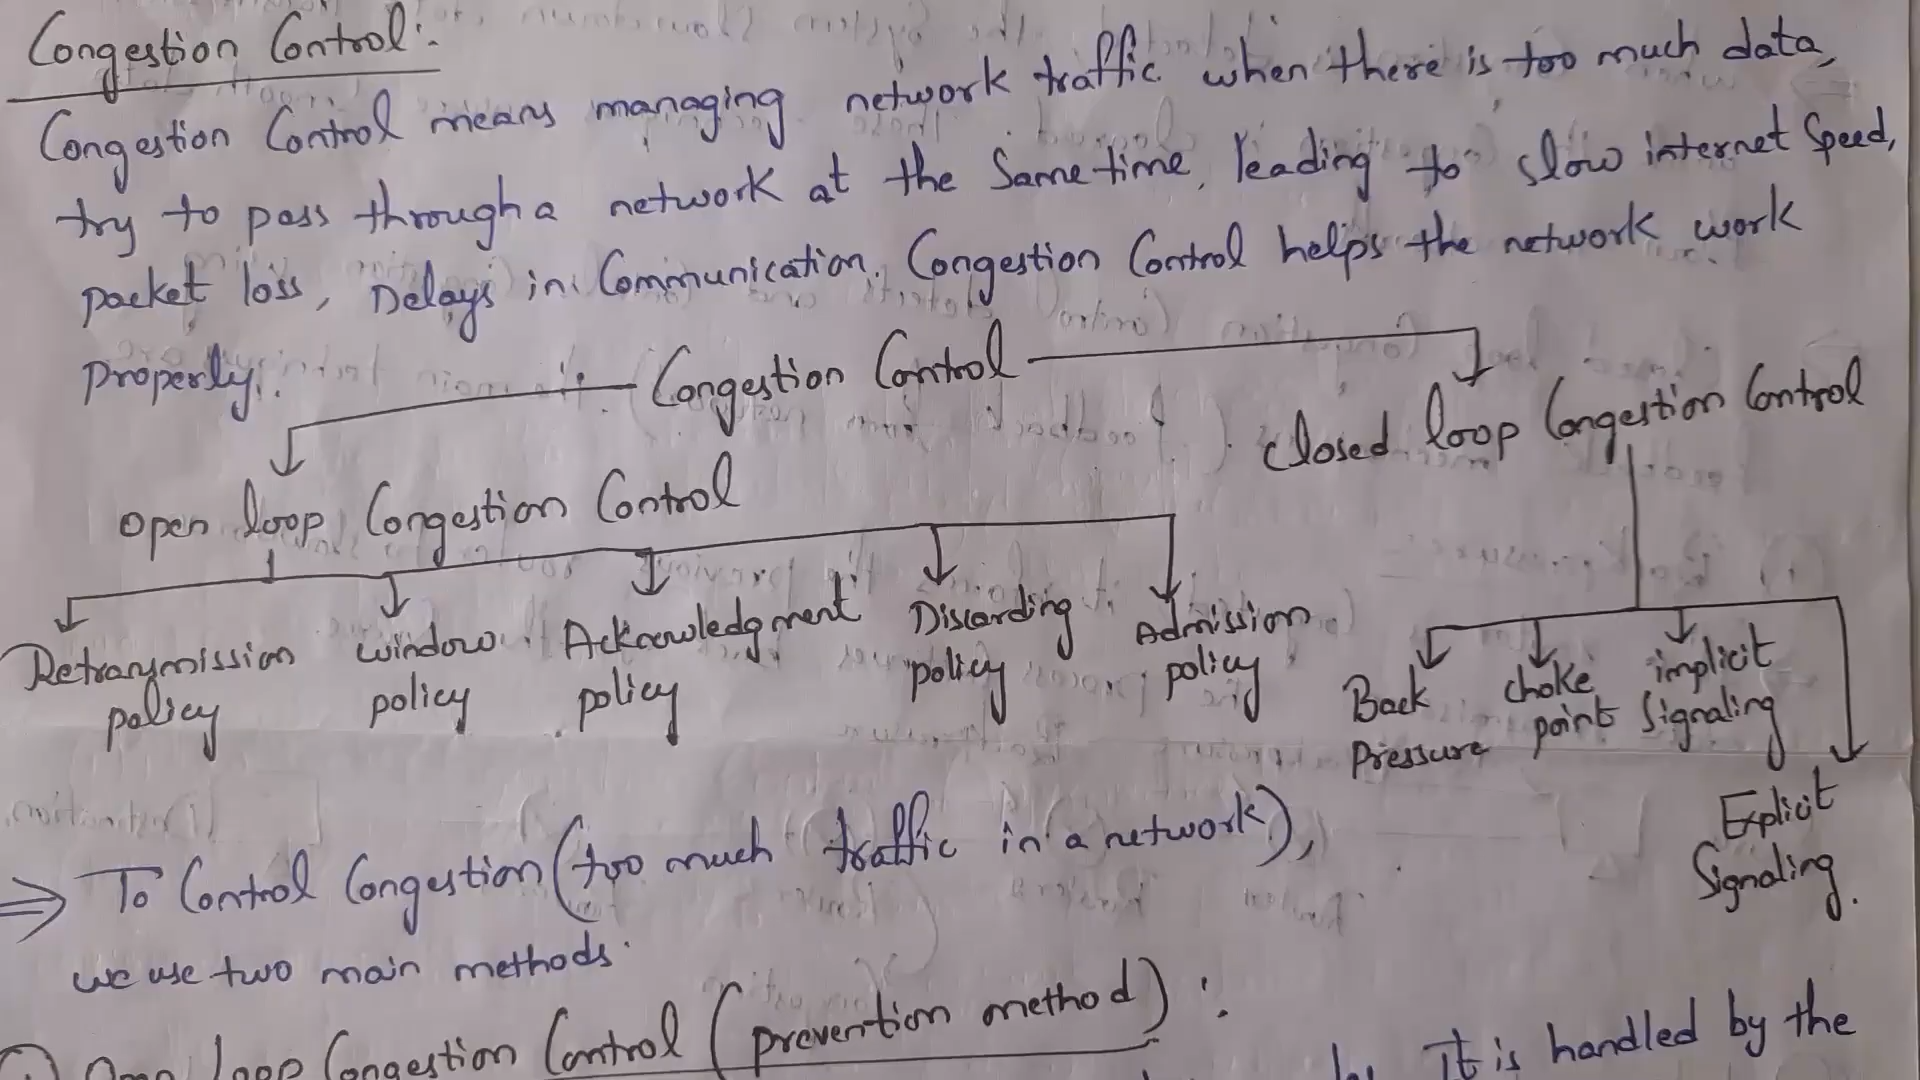 Congestion Control:
Congestion Control means managing network traffic when there is too much data,
try to pass through a network at the same time, leading to slow internet speed,
packet loss, Delays in Communication. Congestion Control helps the network work
properly.
Congestion Control
Closed loop Congestion Control
Open loop Congestion Control
Retransmission policy
window policy
Acknowledgment policy
Discarding policy
Admission policy
Back Pressure
choke point
implicit Signaling
Explicit Signaling.
⇒ To Control Congestion (too much traffic in a network),
we use two main methods.
Open loop Congestion Control (prevention method):
It is handled by the